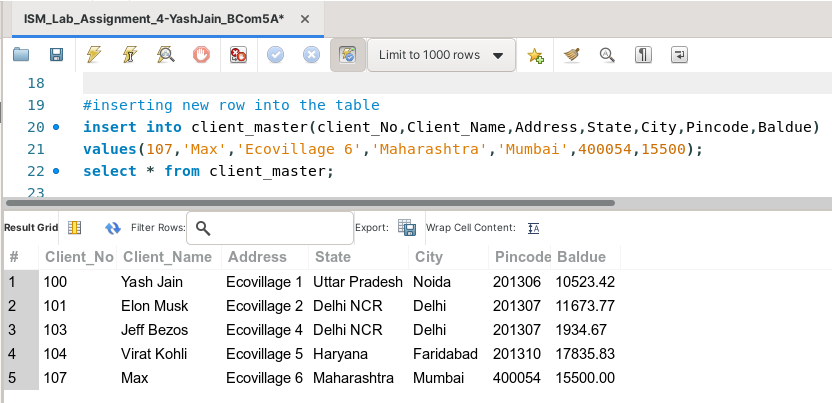 ISM_Lab_Assignment_4-YashJain_BCom5A* ×
Limit to 1000 rows
18
19 #inserting new row into the table
20 insert into client_master(client_No,Client_Name,Address,State,City,Pincode,Baldue)
21 values(107,'Max','Ecovillage 6','Maharashtra','Mumbai',400054,15500);
22 select * from client_master;
23
Result Grid Filter Rows: Export: Wrap Cell Content: IA
# Client_No Client_Name Address State City Pincode Baldue
1 100 Yash Jain Ecovillage 1 Uttar Pradesh Noida 201306 10523.42
2 101 Elon Musk Ecovillage 2 Delhi NCR Delhi 201307 11673.77
3 103 Jeff Bezos Ecovillage 4 Delhi NCR Delhi 201307 1934.67
4 104 Virat Kohli Ecovillage 5 Haryana Faridabad 201310 17835.83
5 107 Max Ecovillage 6 Maharashtra Mumbai 400054 15500.00